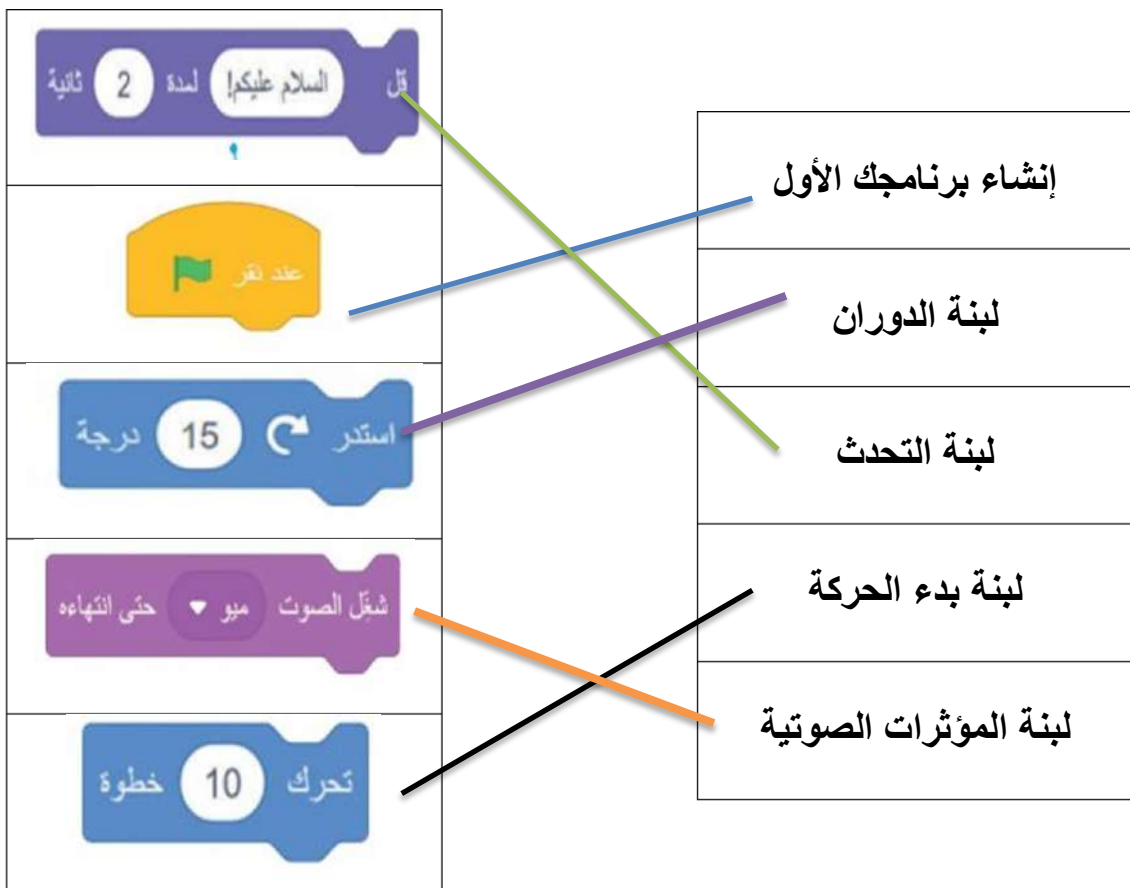 إنشاء برنامجك الأول
لبنة الدوران
لبنة التحدث
لبنة بدء الحركة
لبنة المؤثرات الصوتية
قل السلام عليكم! لمدة 2 ثانية
عند نقر
استدر 15 درجة
شغّل الصوت ميو حتى انتهاءه
تحرك 10 خطوة